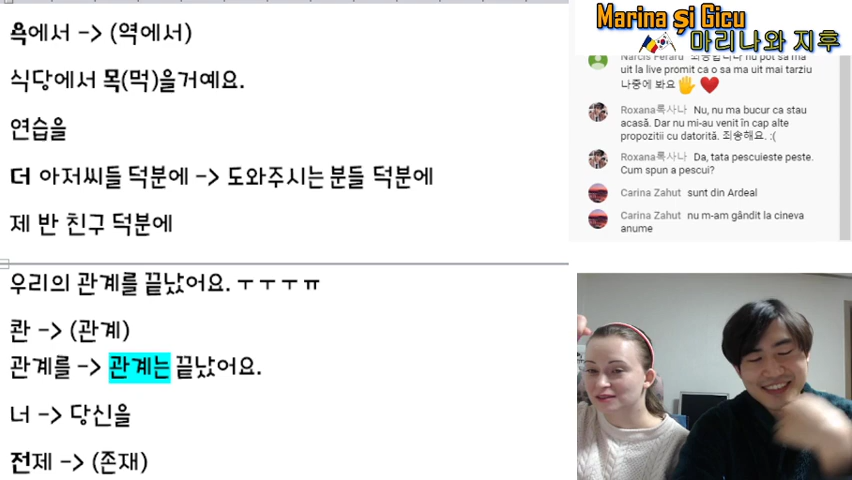 욕에서 -> (역에서)
식당에서 목(먹)을거예요.
연습을
더 아저씨들 덕분에 -> 도와주시는 분들 덕분에
제 반 친구 덕분에
우리의 관계를 끝났어요. ㅜㅜㅜㅠ
콴 -> (관계)
관계를 -> 관계는 끝났어요.
너 -> 당신을
전제 -> (존재)
Marina și Gicu
마리나와 지후
Narcis Feraru 죄송합니다 nu pot sa ma
uit la live promit ca o sa ma uit mai tarziu
나중에 봐요🖐❤
Roxana록사나 Nu, nu ma bucur ca stau
acasă. Dar nu mi-au venit în cap alte
propozitii cu datorită. 죄송해요. :(
Roxana록사나 Da, tata pescuieste peste.
Cum spun a pescui?
Carina Zahut sunt din Ardeal
Carina Zahut nu m-am gândit la cineva
anume